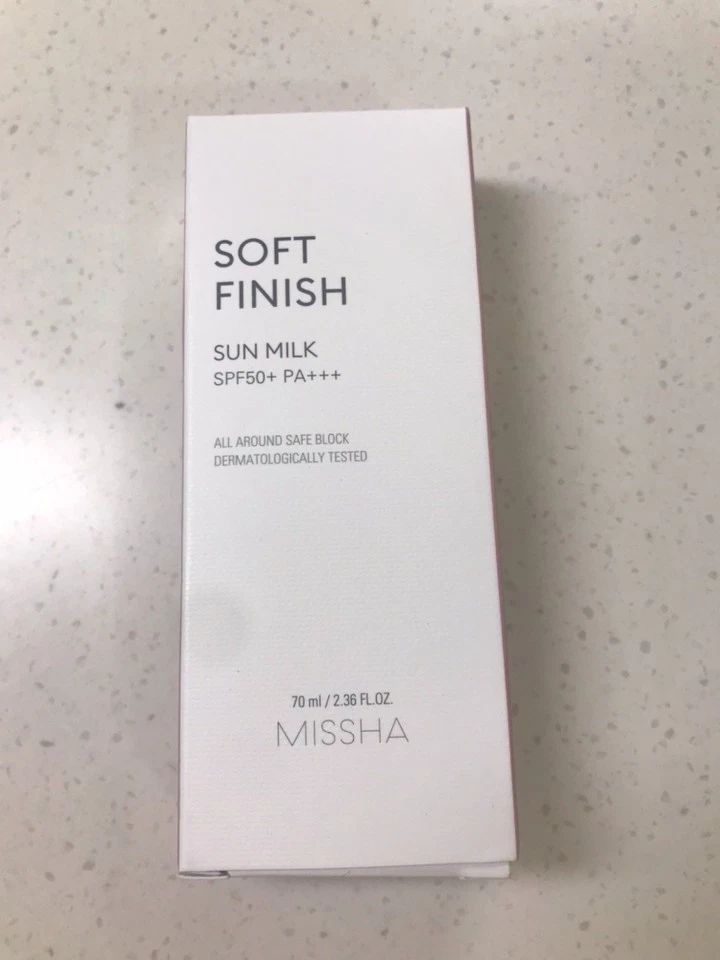 SOFT
FINISH
SUN MILK
SPF50+ PA+++
ALL AROUND SAFE BLOCK
DERMATOLOGICALLY TESTED
70 ml / 2.36 FL.OZ.
MISSHA